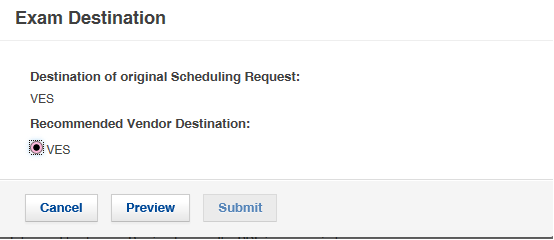 Exam Destination
Destination of original Scheduling Request:
VES
Recommended Vendor Destination:
VES
Cancel Preview Submit